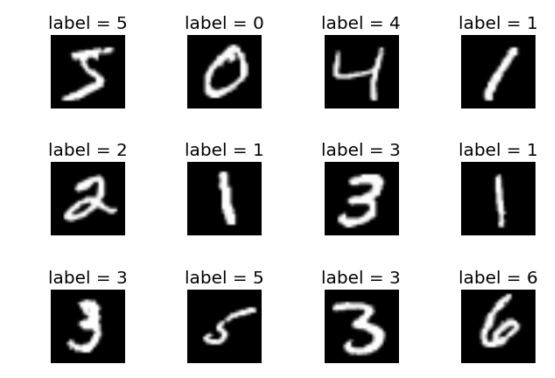 label = 5 label = 0 label = 4 label = 1
5 0 4 1
label = 2 label = 1 label = 3 label = 1
2 1 3 1
label = 3 label = 5 label = 3 label = 6
3 5 3 6